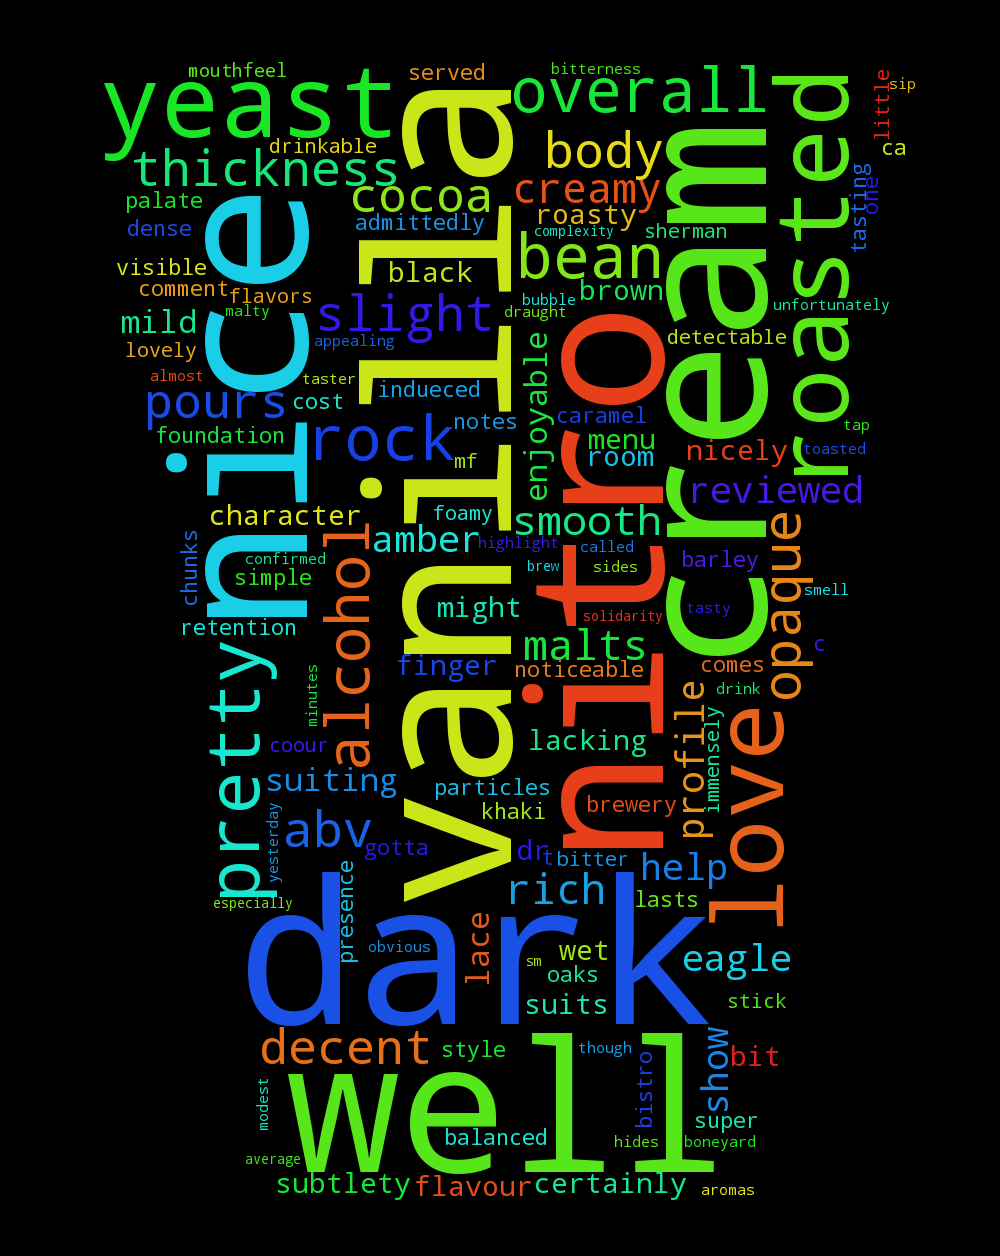 mouthfeel
served
bitterness
yeast
overall
roasted
little
sip
drinkable
thickness
body
ca
cocoa
creamy
tasting
one
palate
admittedly
roasty
dense
complexity
sherman
visible
black
bean
comment
flavors
brown
bubble
unfortunately
malty
slight
draught
mild
appealing
detectable
lovely
almost
taster
indueced
enjoyable
pours
cost
caramel
notes
tap
foundation
rock
menu
nicely
toasted
room
mf
nice
vanilla
nitro
cream
reviewed
character
foamy
smooth
opaque
amber
highlight
called
chunks
confirmed
brew
sides
barley
simple
smell
alcohol
might
solidarity
tasty
retention
malts
c
finger
noticeable
comes
pretty
minutes
profile
drink
coour
lacking
immensely
love
suiting
particles
khaki
brewery
abv
yesterday
gotta
dr
t
bitter
help
rich
especially
presence
lasts
dark
obvious
lace
wet
eagle
sm
oaks
suits
stick
decent
style
though
show
bit
well
modest
bistro
super
balanced
hides
boneyard
average
subtlety
flavour
certainly
aromas